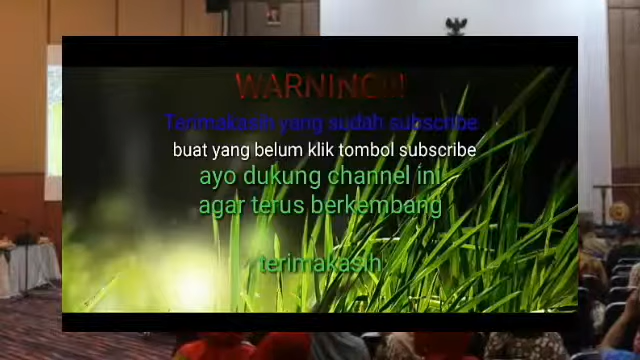 WARNING!!!
Terimakasih yang sudah subscribe
buat yang belum klik tombol subscribe
ayo dukung channel ini
agar terus berkembang
terimakasih